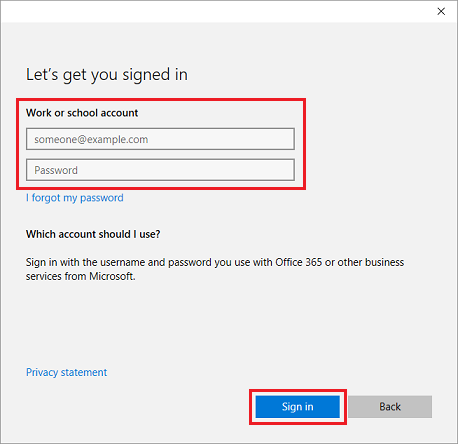 Let's get you signed in
Work or school account
someone@example.com
Password
I forgot my password
Which account should I use?
Sign in with the username and password you use with Office 365 or other business
services from Microsoft.
Privacy statement
Sign in
Back